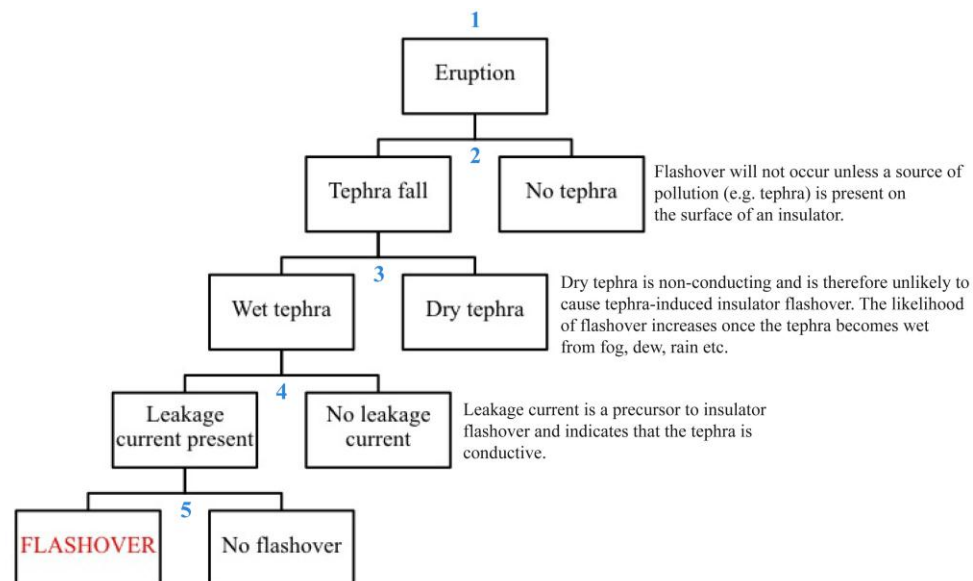 1
Eruption
2
Tephra fall
No tephra
Flashover will not occur unless a source of
pollution (e.g. tephra) is present on
the surface of an insulator.
3
Wet tephra
Dry tephra
Dry tephra is non-conducting and is therefore unlikely to
cause tephra-induced insulator flashover. The likelihood
of flashover increases once the tephra becomes wet
from fog, dew, rain etc.
4
Leakage
current present
No leakage
current
Leakage current is a precursor to insulator
flashover and indicates that the tephra is
conductive.
5
FLASHOVER
No flashover